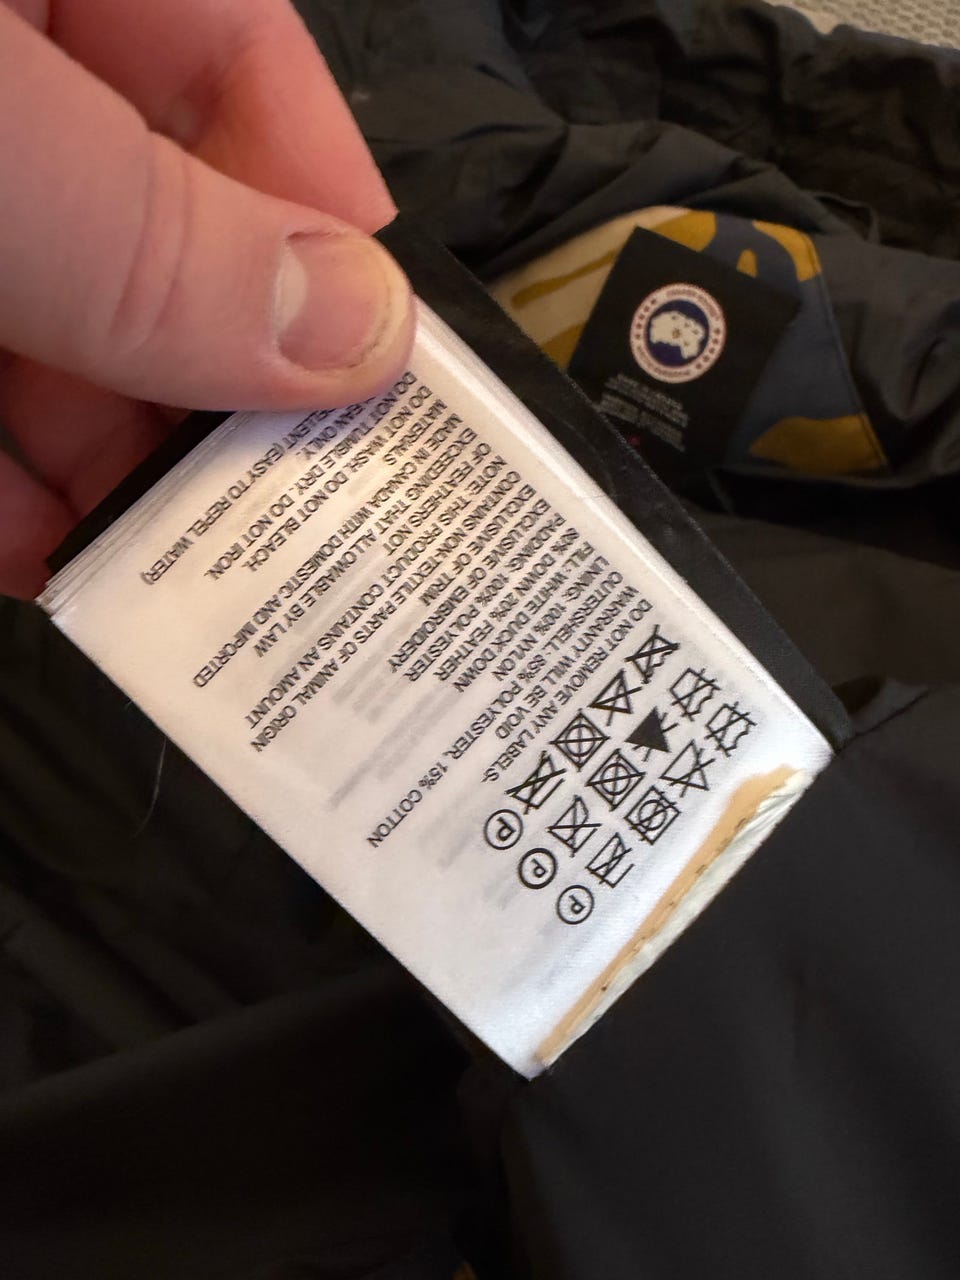 P
P
P
DO NOT REMOVE ANY LABELS-
WARRANTY WILL BE VOID
OUTERSHELL: 85% POLYESTER, 15% COTTON
LINING: 100% NYLON
FILL: WHITE DUCK DOWN
80% DOWN 20% FEATHER
PADDING: 100% POLYESTER
EXCLUSIVE OF EMBROIDERY
EXCLUSIVE OF TRIM
CONTAINS NON-TEXTILE PARTS OF ANIMAL ORIGIN
NOTE: THIS PRODUCT CONTAINS AN AMOUNT
OF FEATHERS NOT
EXCEEDING THAT ALLOWABLE BY LAW
MADE IN CANADA WITH DOMESTIC AND IMPORTED
MATERIALS
DO NOT WASH. DO NOT BLEACH.
DO NOT TUMBLE DRY. DO NOT IRON.
ONLY
(EASY TO REPEL WATER)